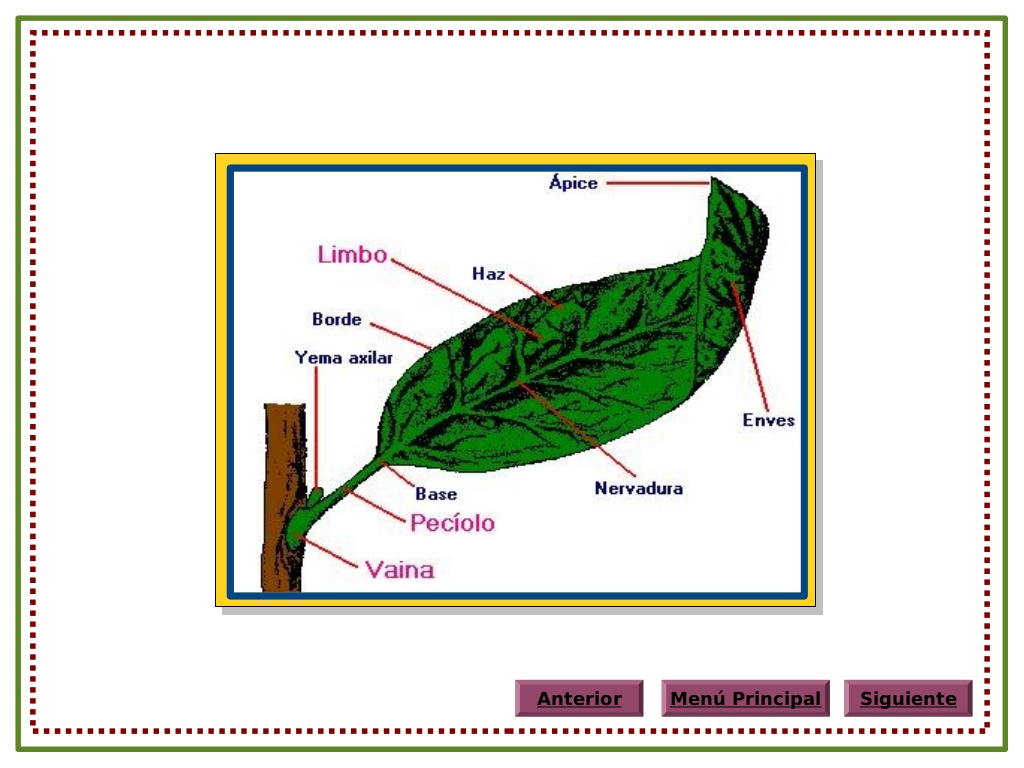 Ápice
Limbo
Haz
Borde
Yema axilar
Enves
Nervadura
Base
Pecíolo
Vaina
Anterior
Menú Principal
Siguiente